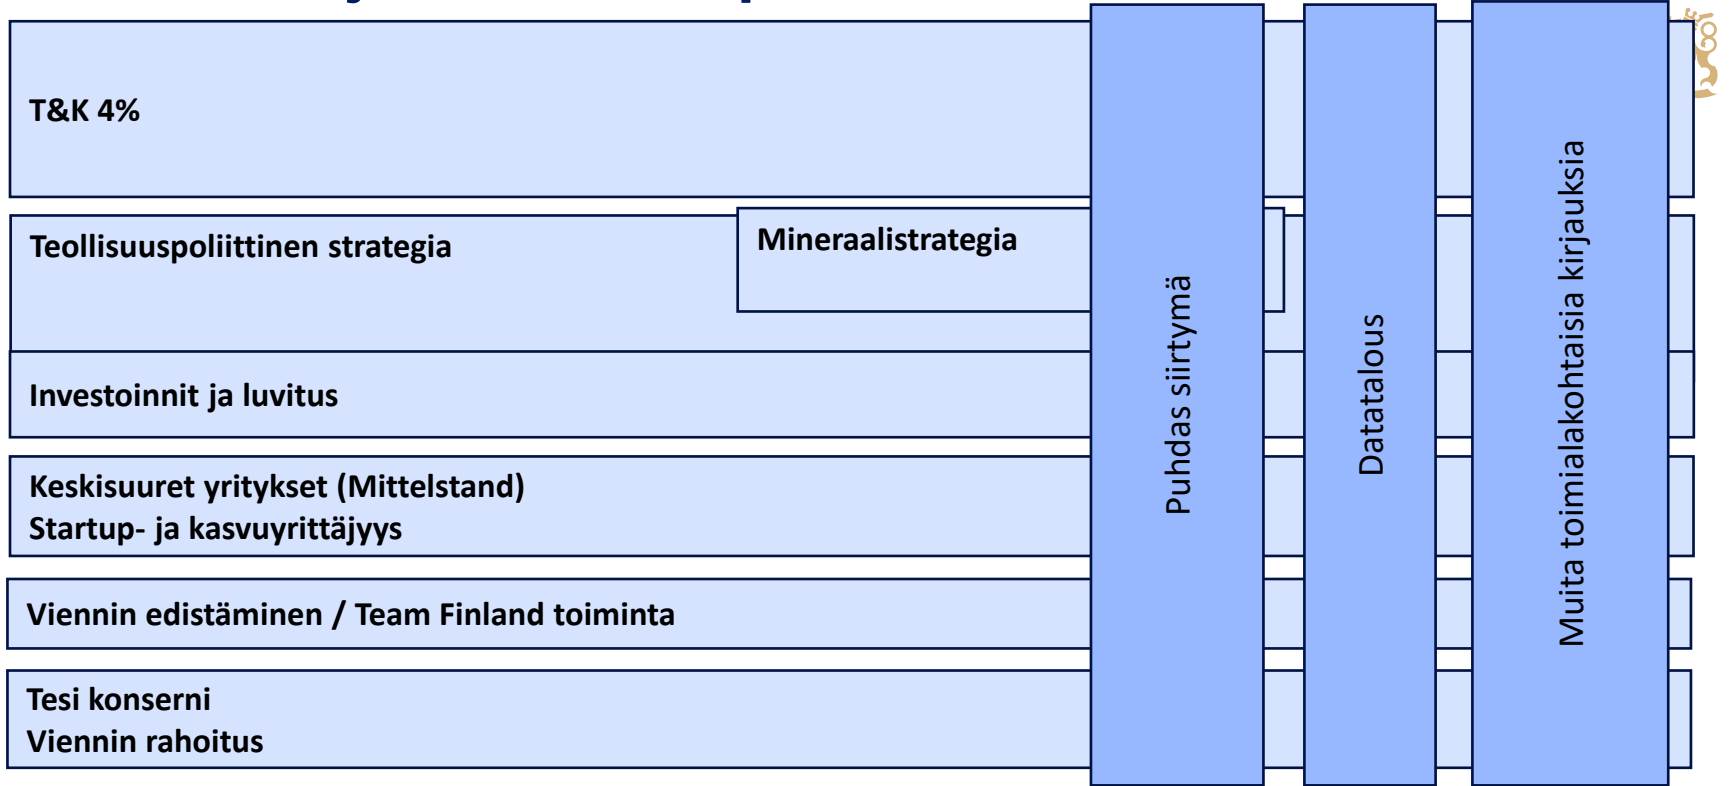 T&K 4%
Teollisuuspoliittinen strategia
Mineraalistrategia
Investoinnit ja luvitus
Keskisuuret yritykset (Mittelstand)
Startup- ja kasvuyrittäjyys
Viennin edistäminen / Team Finland toiminta
Tesi konserni
Viennin rahoitus
Puhdas siirtymä
Datatalous
Muita toimialakohtaisia kirjauksia